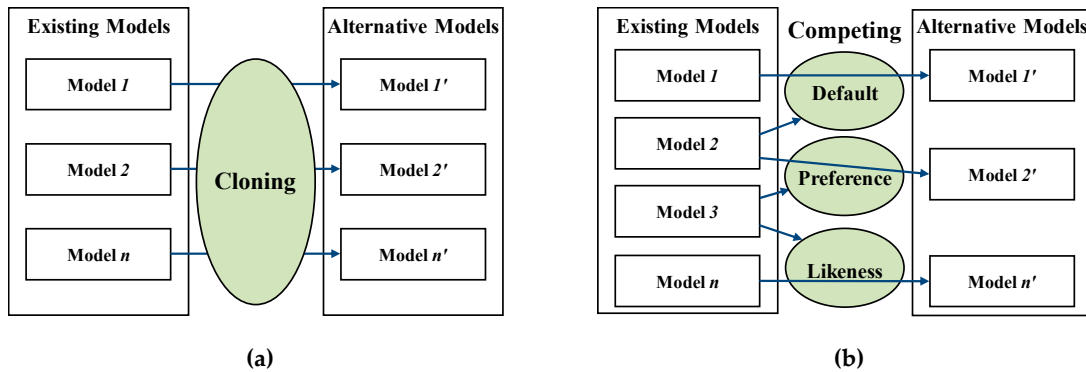 Existing Models
Alternative Models
Model 1
Model 1'
Model 2
Cloning
Model 2'
Model n
Model n'
(a)
Existing Models
Competing
Alternative Models
Model 1
Default
Model 1'
Model 2
Preference
Model 2'
Model 3
Likeness
Model n
Model n'
(b)